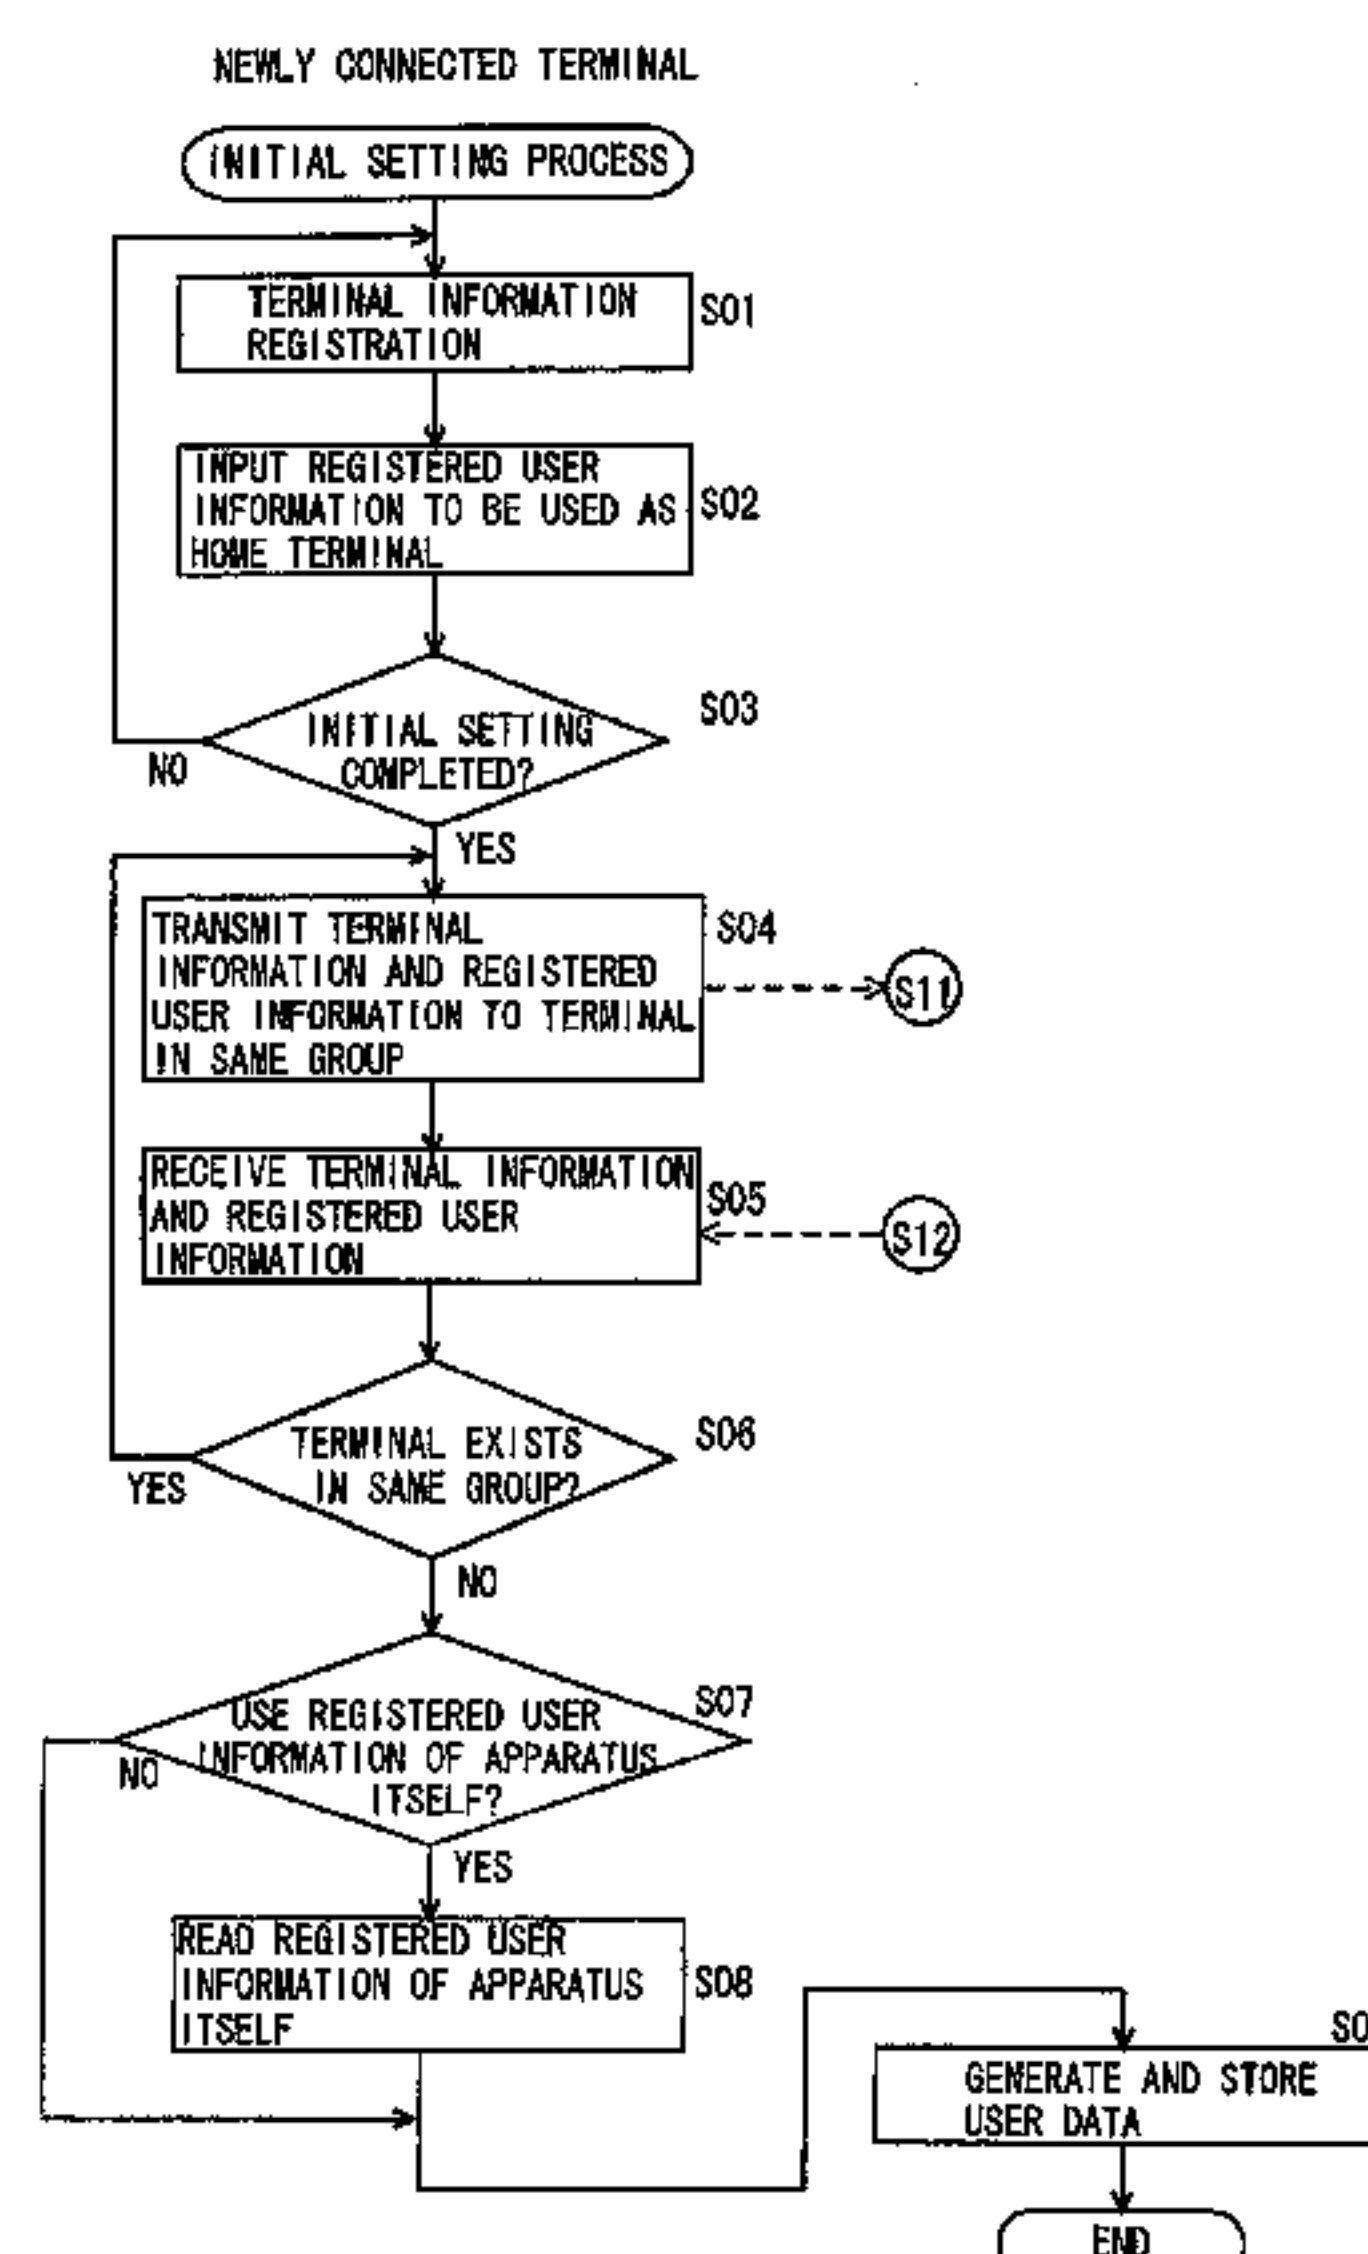 NEWLY CONNECTED TERMINAL
INITIAL SETTING PROCESS
TERMINAL INFORMATION
REGISTRATION
S01
INPUT REGISTERED USER
INFORMATION TO BE USED AS
HOME TERMINAL
S02
INITIAL SETTING
COMPLETED?
S03
NO
YES
TRANSMIT TERMINAL
INFORMATION AND REGISTERED
USER INFORMATION TO TERMINAL
IN SAME GROUP
S04
S11
RECEIVE TERMINAL INFORMATION
AND REGISTERED USER
INFORMATION
S05
S12
TERMINAL EXISTS
IN SAME GROUP?
S06
YES
NO
USE REGISTERED USER
INFORMATION OF APPARATUS
ITSELF?
S07
NO
YES
READ REGISTERED USER
INFORMATION OF APPARATUS
ITSELF
S08
S0
GENERATE AND STORE
USER DATA
END